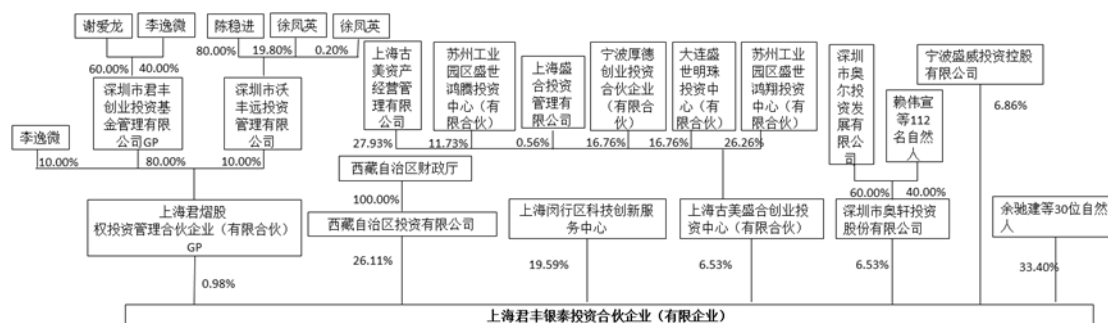 谢爱龙
李逸微
陈稳进
徐凤英
徐凤英
80.00%
19.80%
0.20%
60.00%
40.00%
深圳市君丰
创业投资基
金管理有限
公司GP
深圳市沃
丰远投资
管理有限
公司
上海古
美资产
经营管
理有限
公司
苏州工业
园区盛世
鸿腾投资
中心（有
限合伙）
上海盛
合投资
管理有
限公司
宁波厚德
创业投资
合伙企业
（有限合
伙）
大连盛
世明珠
投资中
心（有
限合伙）
苏州工业
园区盛世
鸿翔投资
中心（有
限合伙）
深圳
市奥
尔投
资发
展有
限公
司
赖伟宣
等112
名自然
人
宁波盛威投资控股
有限公司
6.86%
李逸微
10.00%
80.00%
10.00%
27.93%
11.73%
0.56%
16.76%
16.76%
26.26%
西藏自治区财政厅
100.00%
60.00%
40.00%
上海君熠股
权投资管理合伙企业（有限合伙）
GP
西藏自治区投资有限公司
上海闵行区科技创新服
务中心
上海古美盛合创业投
资中心（有限合伙）
深圳市奥轩投资
股份有限公司
余驰建等30位自然
人
0.98%
26.11%
19.59%
6.53%
6.53%
33.40%
上海君丰银泰投资合伙企业（有限企业）